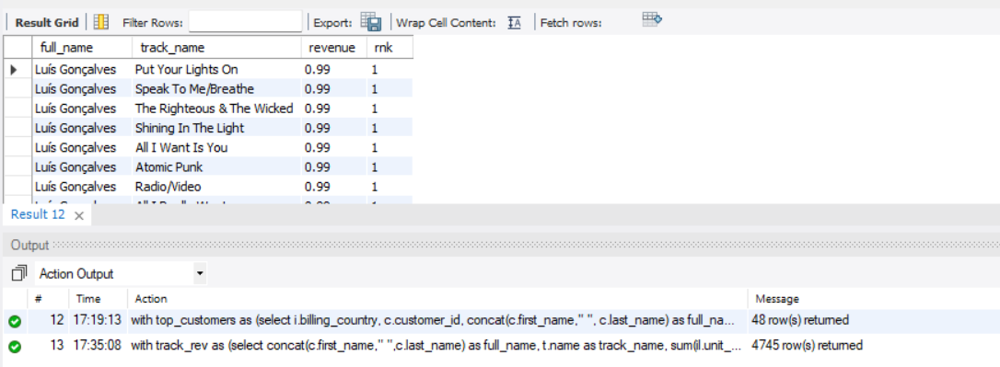 Result Grid Filter Rows: Export: Wrap Cell Content: Fetch rows:
full_name track_name revenue rnk
Luís Gonçalves Put Your Lights On 0.99 1
Luís Gonçalves Speak To Me/Breathe 0.99 1
Luís Gonçalves The Righteous & The Wicked 0.99 1
Luís Gonçalves Shining In The Light 0.99 1
Luís Gonçalves All I Want Is You 0.99 1
Luís Gonçalves Atomic Punk 0.99 1
Luís Gonçalves Radio/Video 0.99 1
Result 12
Output
Action Output
# Time Action Message
12 17:19:13 with top_customers as (select i.billing_country, c.customer_id, concat(c.first_name," ", c.last_name) as full_na... 48 row(s) returned
13 17:35:08 with track_rev as (select concat(c.first_name," ",c.last_name) as full_name, t.name as track_name, sum(il.unit_... 4745 row(s) returned